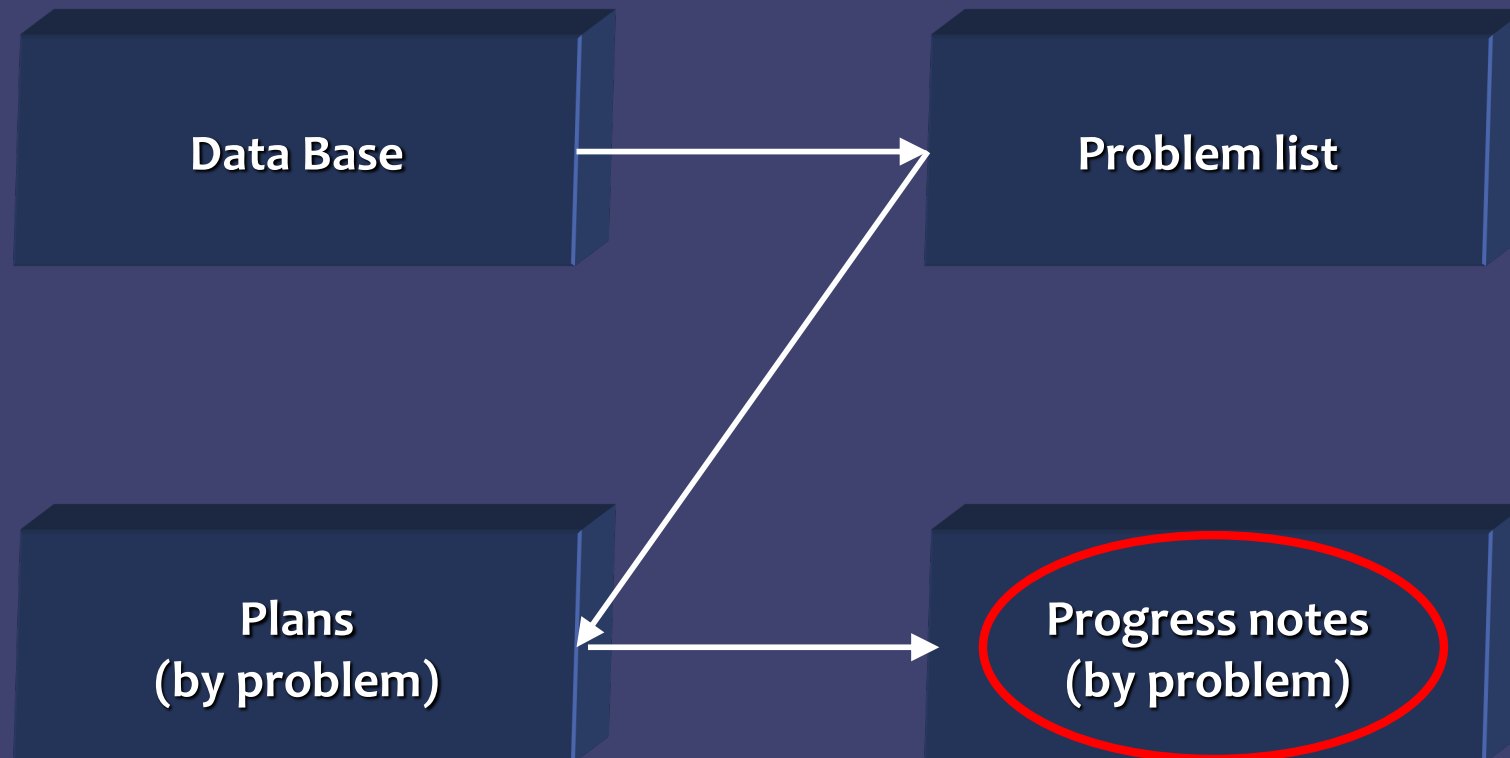 Data Base
Problem list
Plans
(by problem)
Progress notes
(by problem)